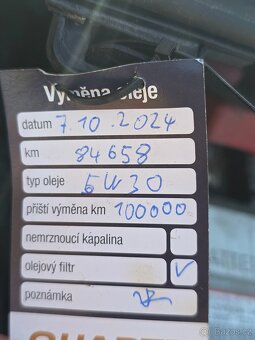 Výměna oleje
datum 7.10.2024
km 84658
typ oleje 5W30
příští výměna km 100000
nemrznoucí kapalina
olejový filtr ✓
poznámka